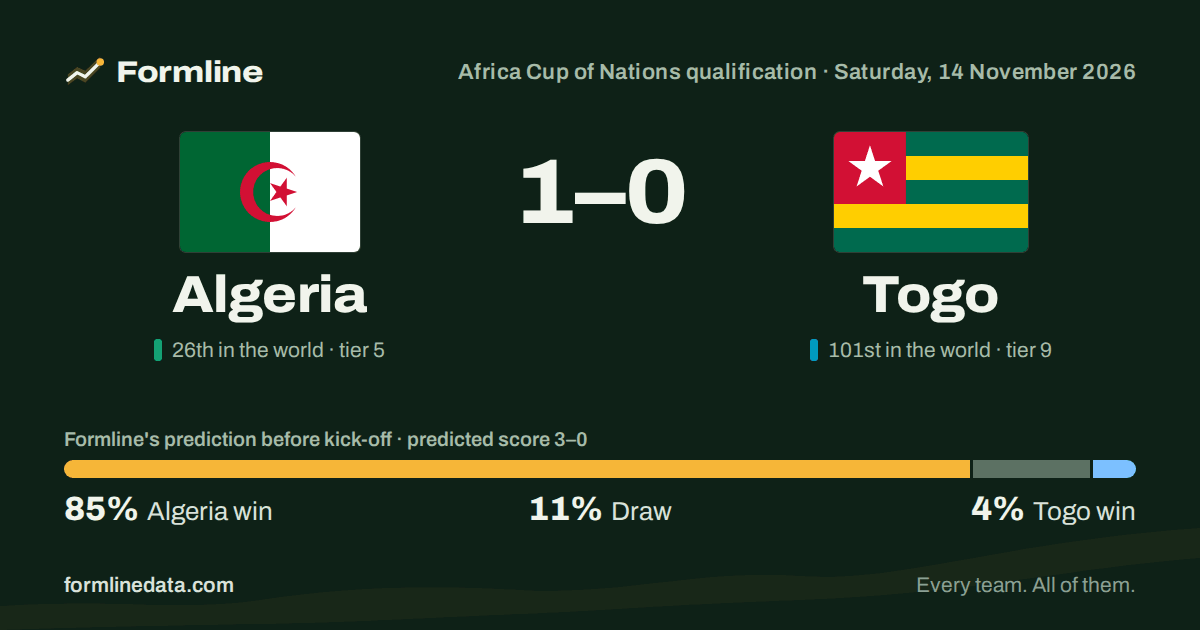 Formline
Africa Cup of Nations qualification · Saturday, 14 November 2026
1–0
Algeria
Togo
26th in the world · tier 5
101st in the world · tier 9
Formline's prediction before kick-off · predicted score 3–0
85% Algeria win
11% Draw
4% Togo win
formlinedata.com
Every team. All of them.